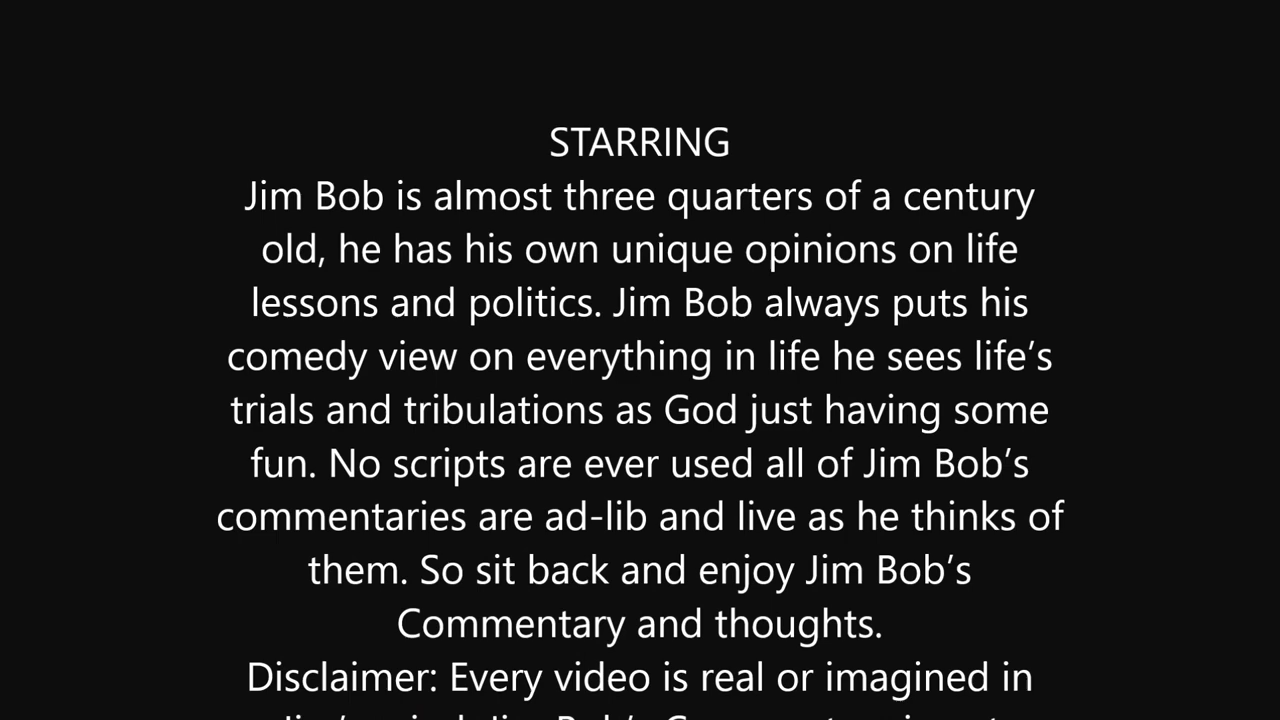 STARRING
Jim Bob is almost three quarters of a century
old, he has his own unique opinions on life
lessons and politics. Jim Bob always puts his
comedy view on everything in life he sees life’s
trials and tribulations as God just having some
fun. No scripts are ever used all of Jim Bob’s
commentaries are ad-lib and live as he thinks of
them. So sit back and enjoy Jim Bob’s
Commentary and thoughts.
Disclaimer: Every video is real or imagined in